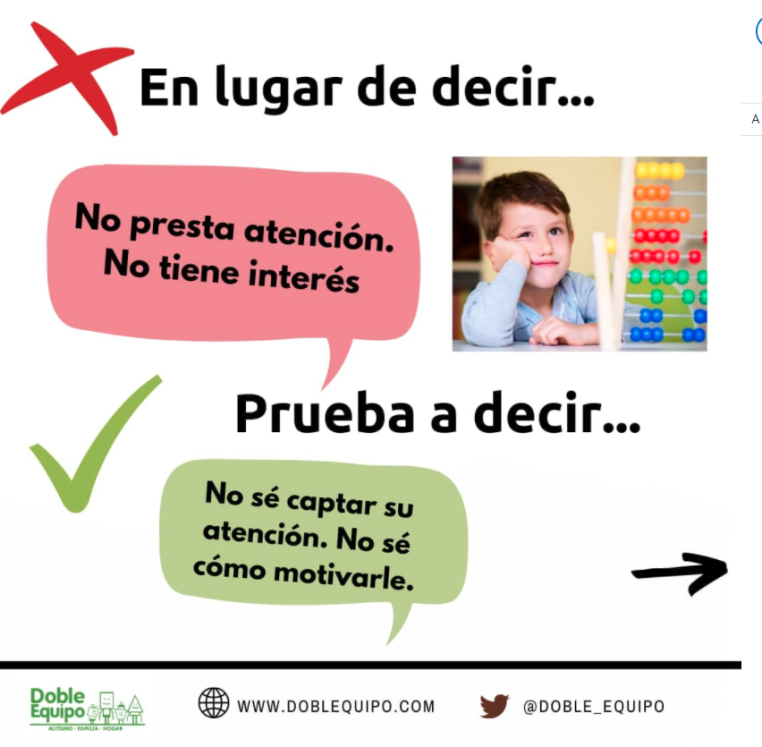 En lugar de decir...
A
No presta atención.
No tiene interés
Prueba a decir...
No sé captar su
atención. No sé
cómo motivarle.
Doble
Equipo
AUTISMO - FAMILIA - HOGAR
WWW.DOBLEQUIPO.COM
@DOBLE_EQUIPO